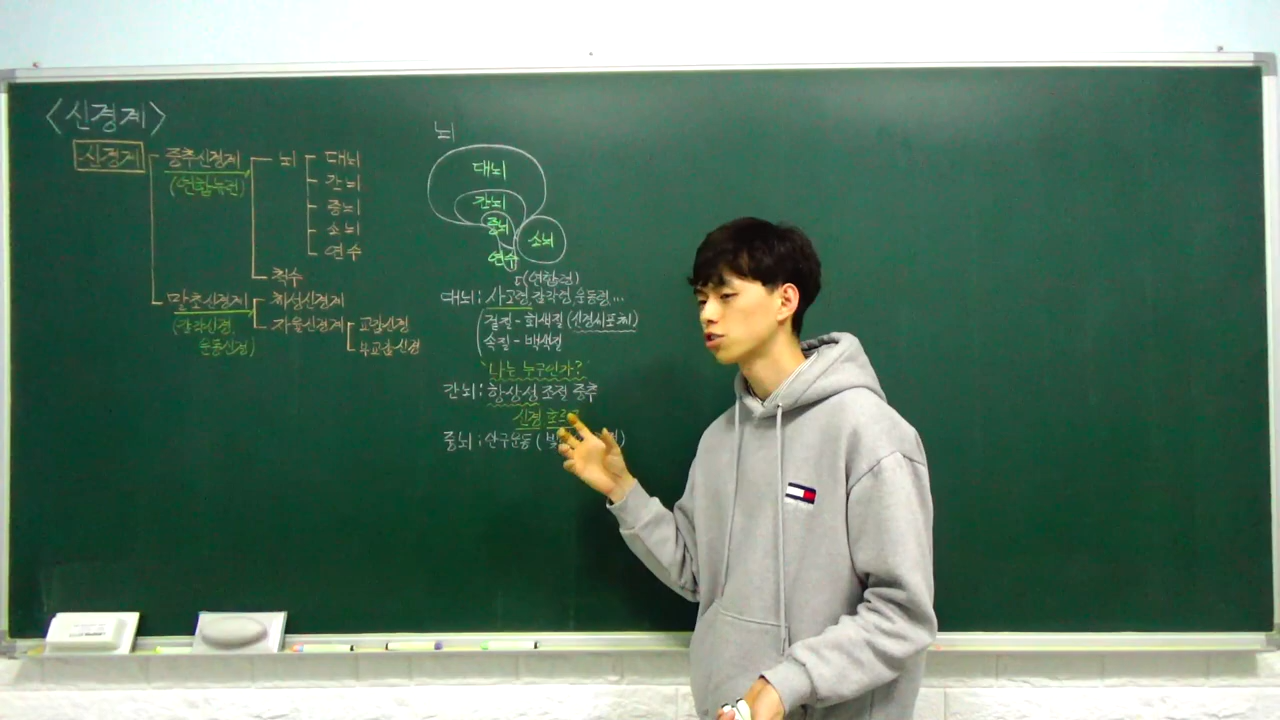 <신경계>
신경계
중추신경계
(연합뉴런)
뇌
대뇌
간뇌
중뇌
소뇌
연수
척수
말초신경계
(감각신경,
운동신경)
체성신경계
자율신경계
교감신경
부교감신경
뇌
대뇌
간뇌
중뇌
소뇌
연수
(연합령)
대뇌: 사고령, 감각령, 운동령...
겉질 - 회색질 (신경세포체)
속질 - 백색질
'나는 누구인가?'
간뇌: 항상성 조절 중추
신경
중뇌: 안구운동 (